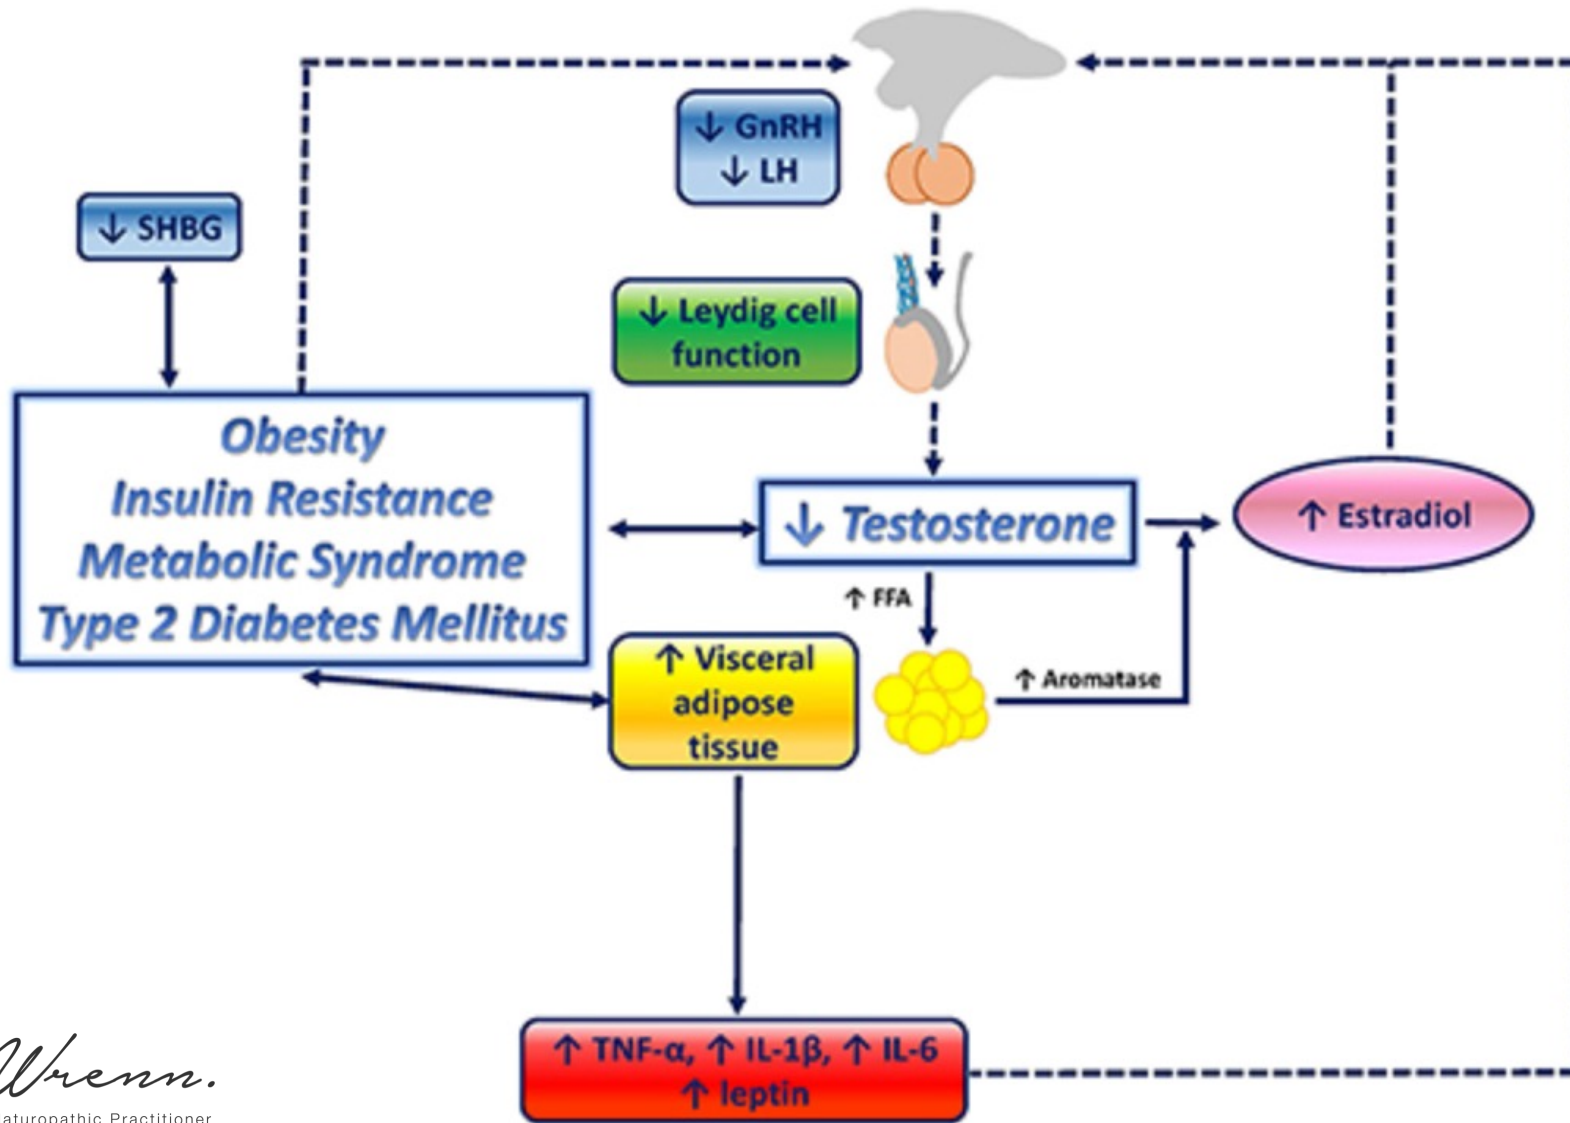 ↓ GnRH
↓ LH
↓ SHBG
↓ Leydig cell
function
Obesity
Insulin Resistance
Metabolic Syndrome
Type 2 Diabetes Mellitus
↓ Testosterone
↑ Estradiol
↑ FFA
↑ Visceral
adipose
tissue
↑ Aromatase
↑ TNF-α, ↑ IL-1β, ↑ IL-6
↑ leptin
Wrenn.
aturopathic Practitioner